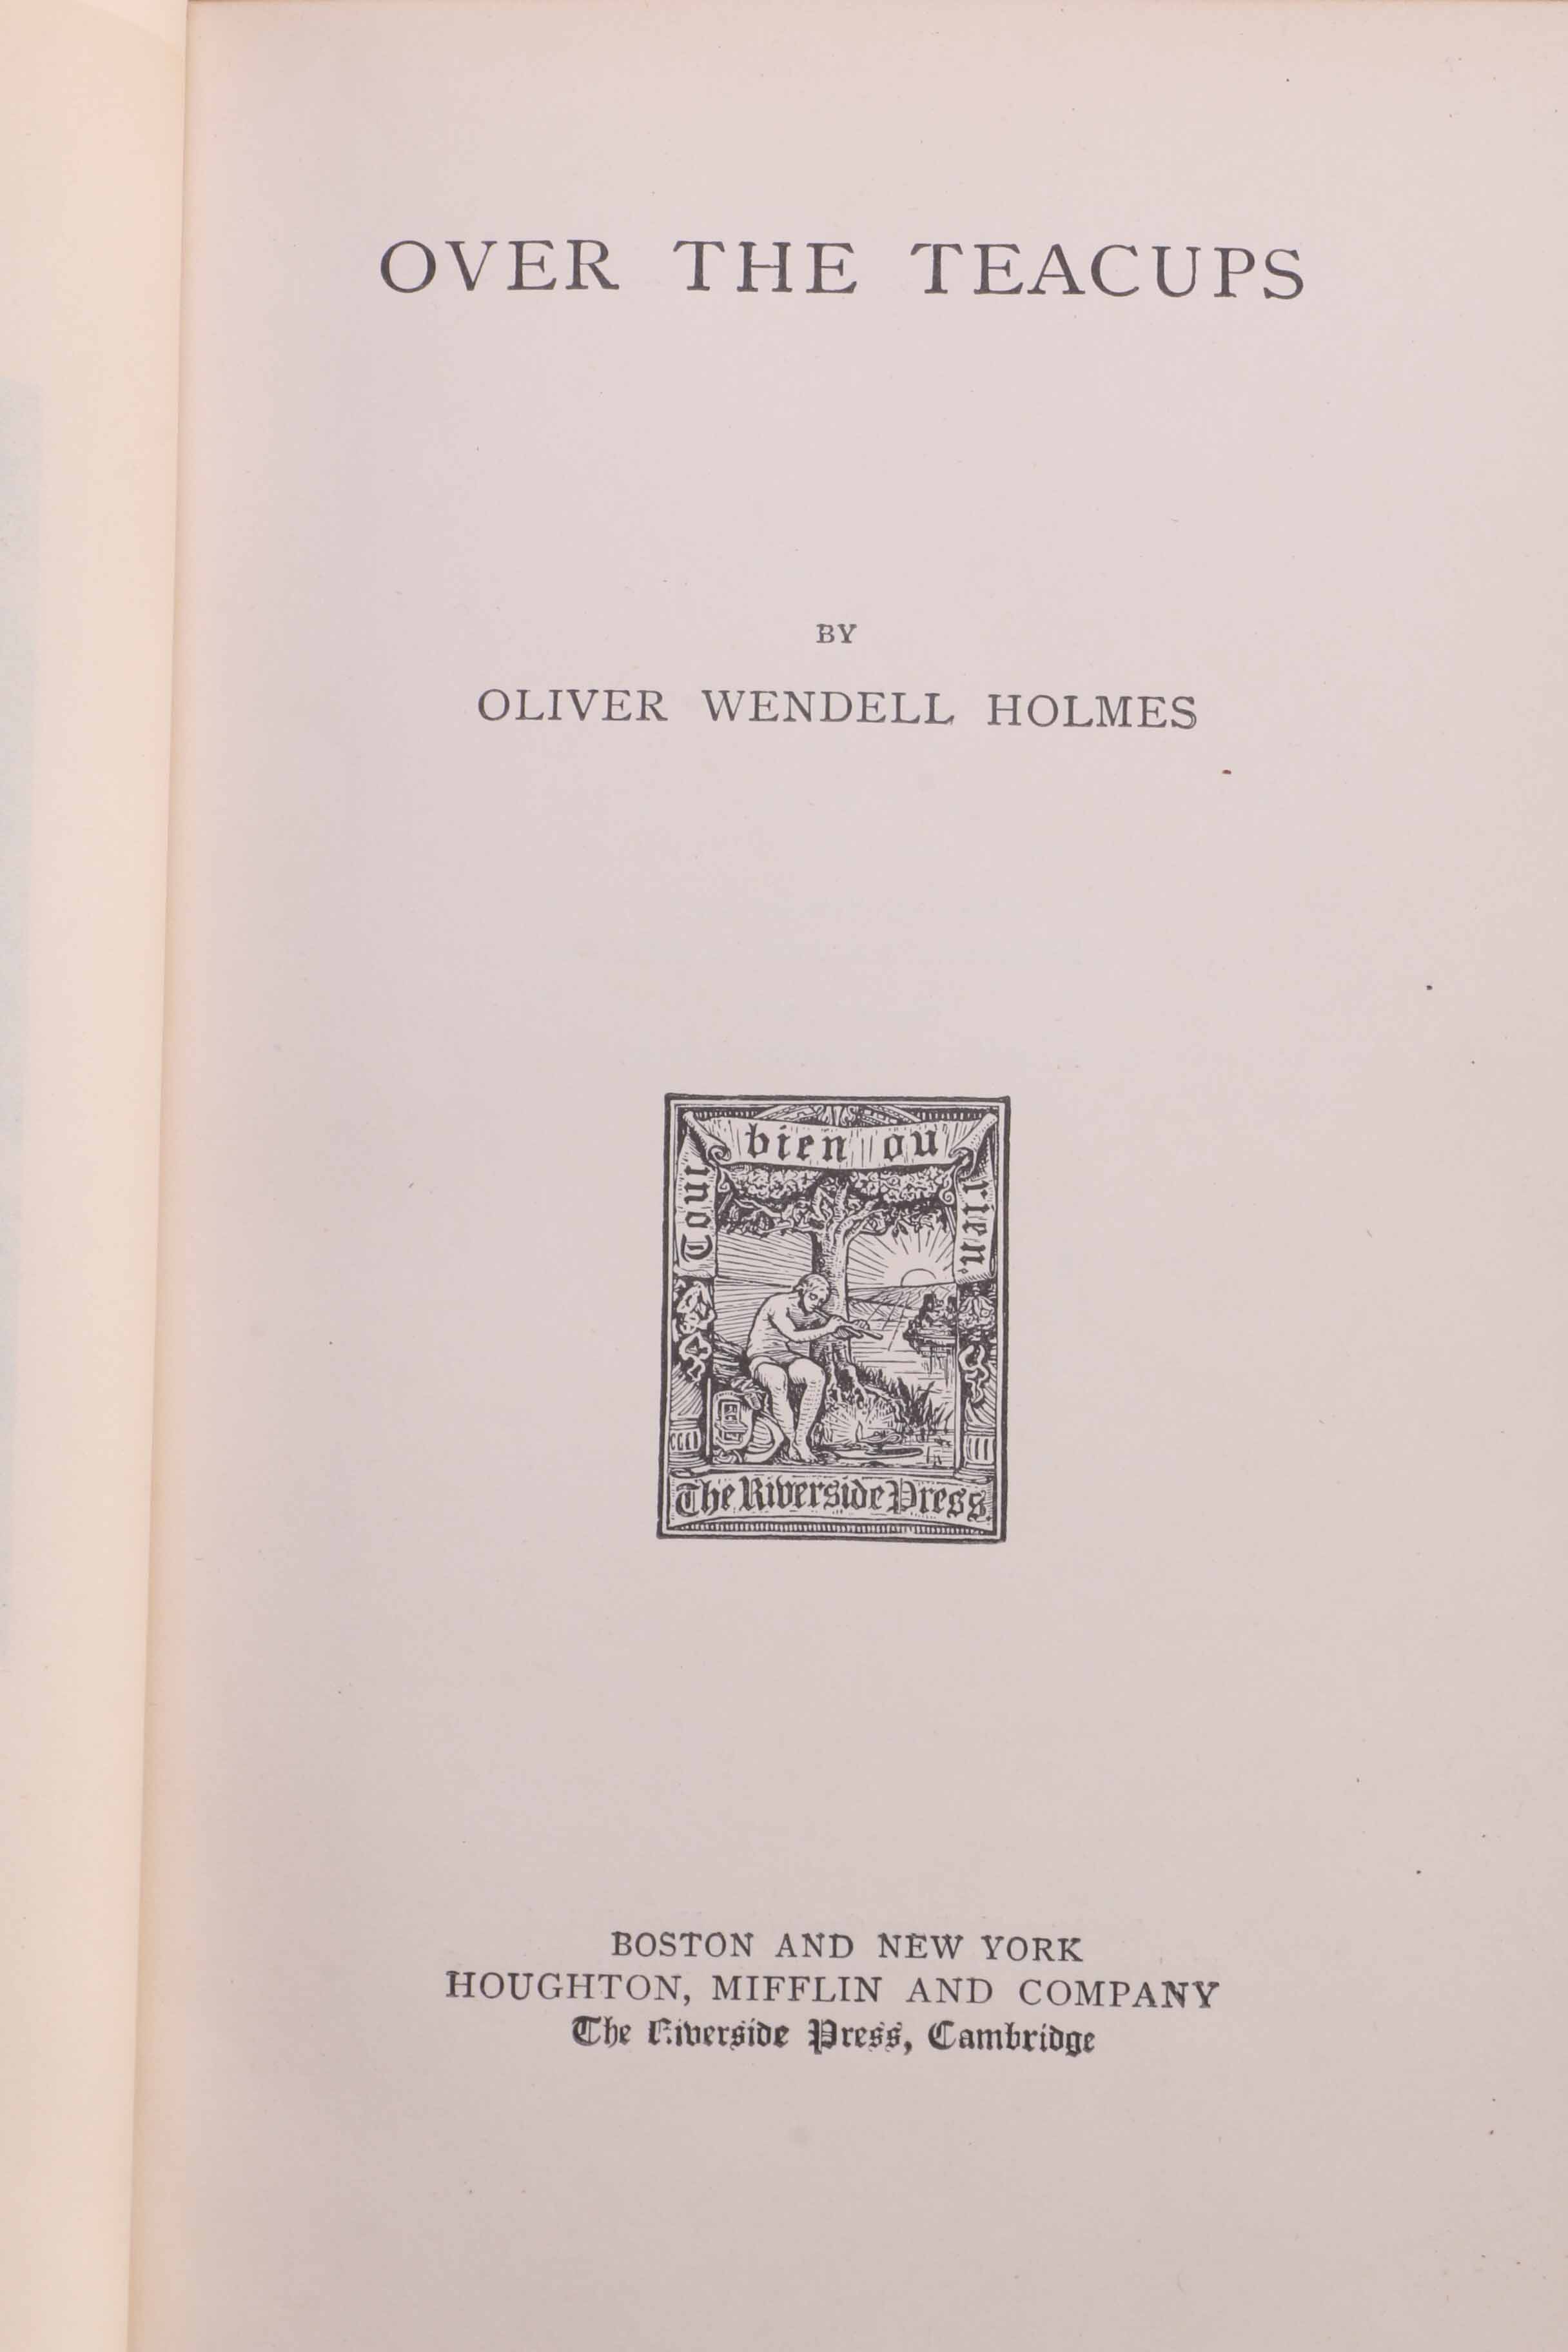 OVER THE TEACUPS
BY
OLIVER WENDELL HOLMES
Tout bien ou rien.
The Riverside Press
BOSTON AND NEW YORK
HOUGHTON, MIFFLIN AND COMPANY
The Riverside Press, Cambridge